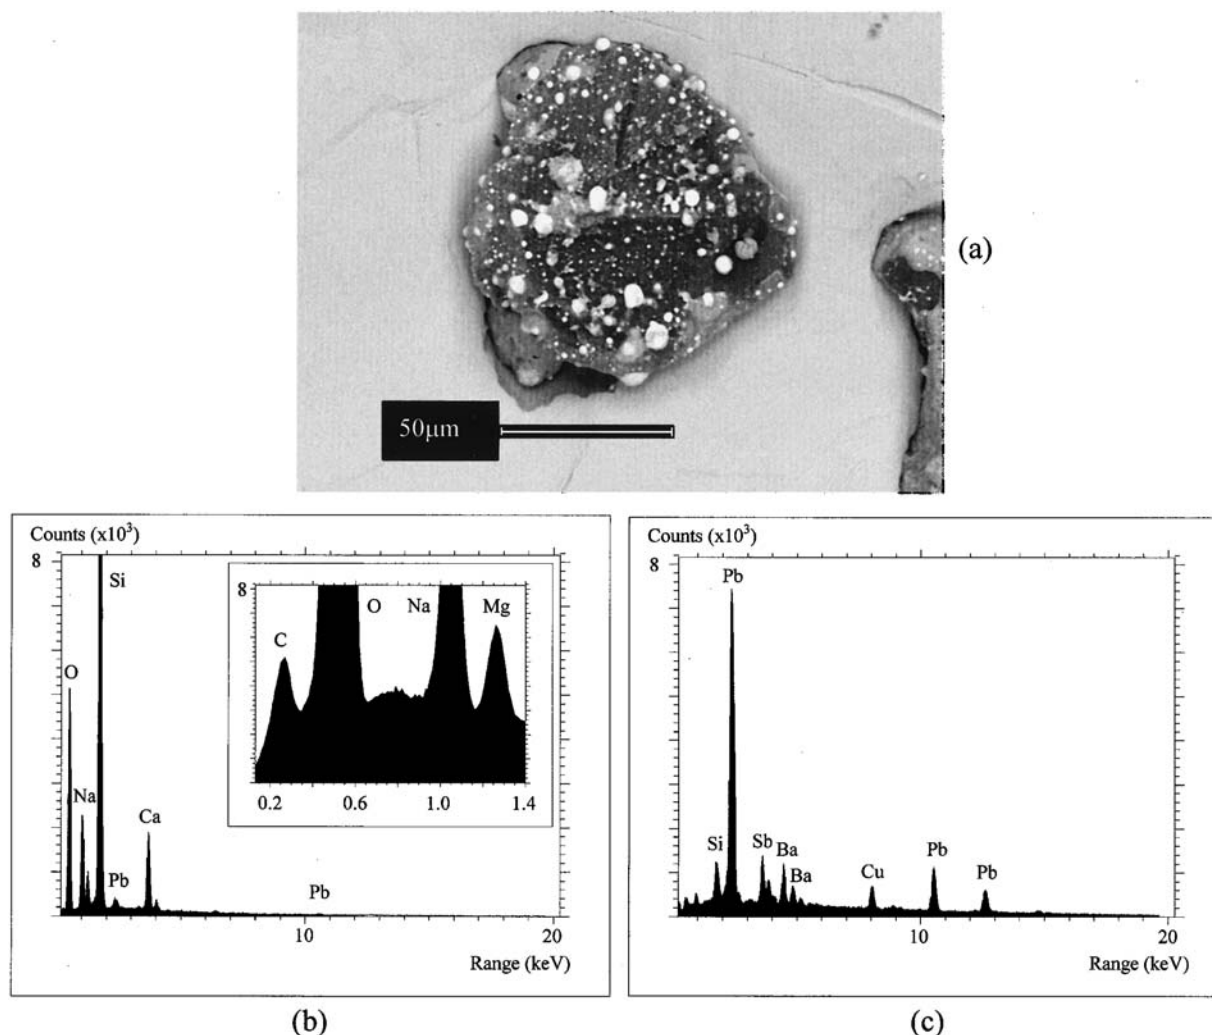 (a)
50μm
Counts (x10³)
8
Si
O
Na
Pb
Ca
Pb
10
20
Range (keV)
8
C
O
Na
Mg
0.2
0.6
1.0
1.4
(b)
Counts (x10³)
8
Pb
Si
Sb
Ba
Ba
Cu
Pb
Pb
10
20
Range (keV)
(c)